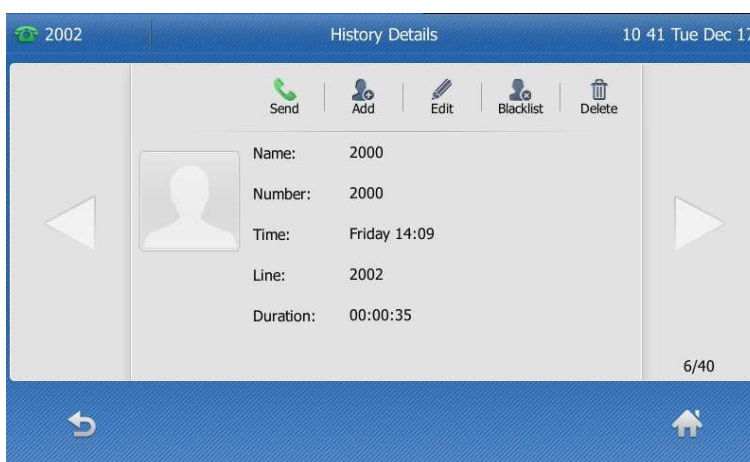 2002 History Details 10 41 Tue Dec 17
Send Add Edit Blacklist Delete
Name: 2000
Number: 2000
Time: Friday 14:09
Line: 2002
Duration: 00:00:35
6/40